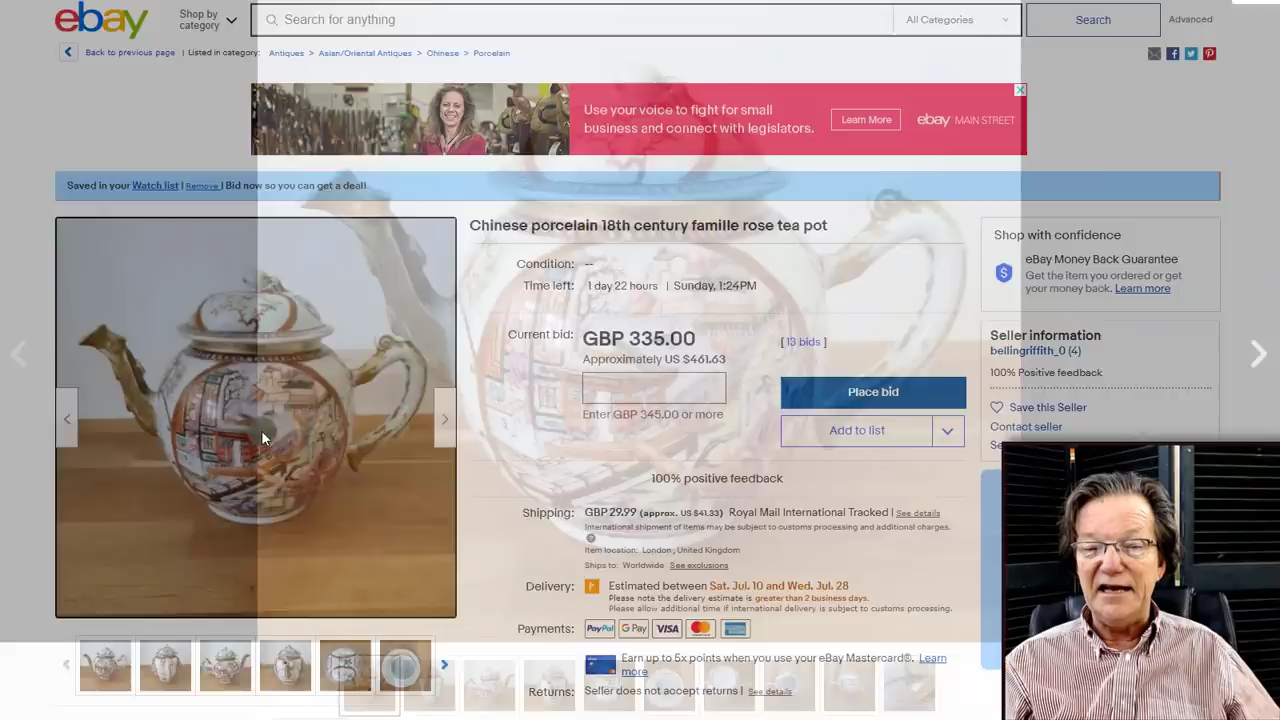 ebay
Shop by
category
Search for anything
All Categories
Search
Advanced
Back to previous page | Listed in category:
Antiques > Asian/Oriental Antiques > Chinese > Porcelain
Use your voice to fight for small
business and connect with legislators.
Learn More
ebay MAIN STREET
Saved in your Watch list | Remove | Bid now so you can get a deal!
Chinese porcelain 18th century famille rose tea pot
Condition: --
Time left: 1 day 22 hours | Sunday, 1:24PM
Current bid: GBP 335.00 [ 13 bids ]
Approximately US $461.63
Enter GBP 345.00 or more
Place bid
Add to list
100% positive feedback
Shipping: GBP 29.99 (approx. US $41.33) Royal Mail International Tracked | See details
International shipment of items may be subject to customs processing and additional charges.
Item location: London, United Kingdom
Ships to: Worldwide See exclusions
Delivery: Estimated between Sat. Jul. 10 and Wed. Jul. 28
Please note the delivery estimate is greater than 2 business days.
Please allow additional time if international delivery is subject to customs processing.
Payments: PayPal G Pay VISA
Earn up to 5x points when you use your eBay Mastercard®. Learn
more
Returns: Seller does not accept returns | See details
Shop with confidence
eBay Money Back Guarantee
Get the item you ordered or get
your money back. Learn more
Seller information
bellingriffith_0 (4)
100% Positive feedback
Save this Seller
Contact seller